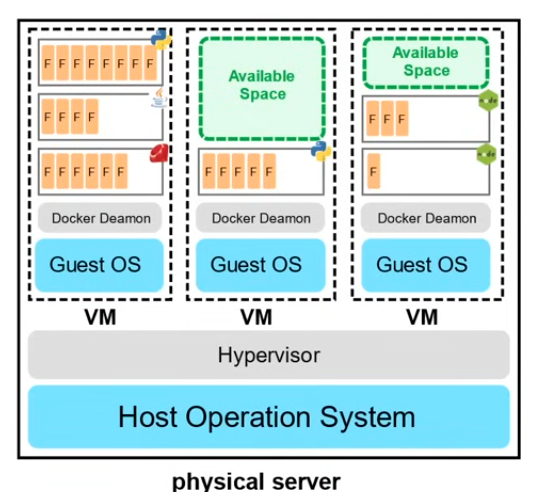 F F F F F F F F
F F F F
F F F F F F
Docker Deamon
Guest OS
VM
Available
Space
F F F F F
Docker Deamon
Guest OS
VM
Available
Space
F F F
F
Docker Deamon
Guest OS
VM
Hypervisor
Host Operation System
physical server